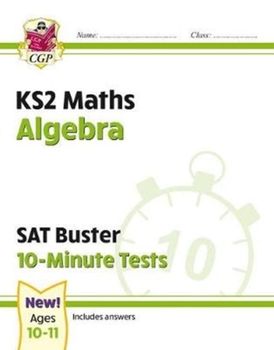 CGP
Name:
Class:
KS2 Maths
Algebra
10
SAT Buster
10-Minute Tests
New!
Ages
10-11
Includes answers